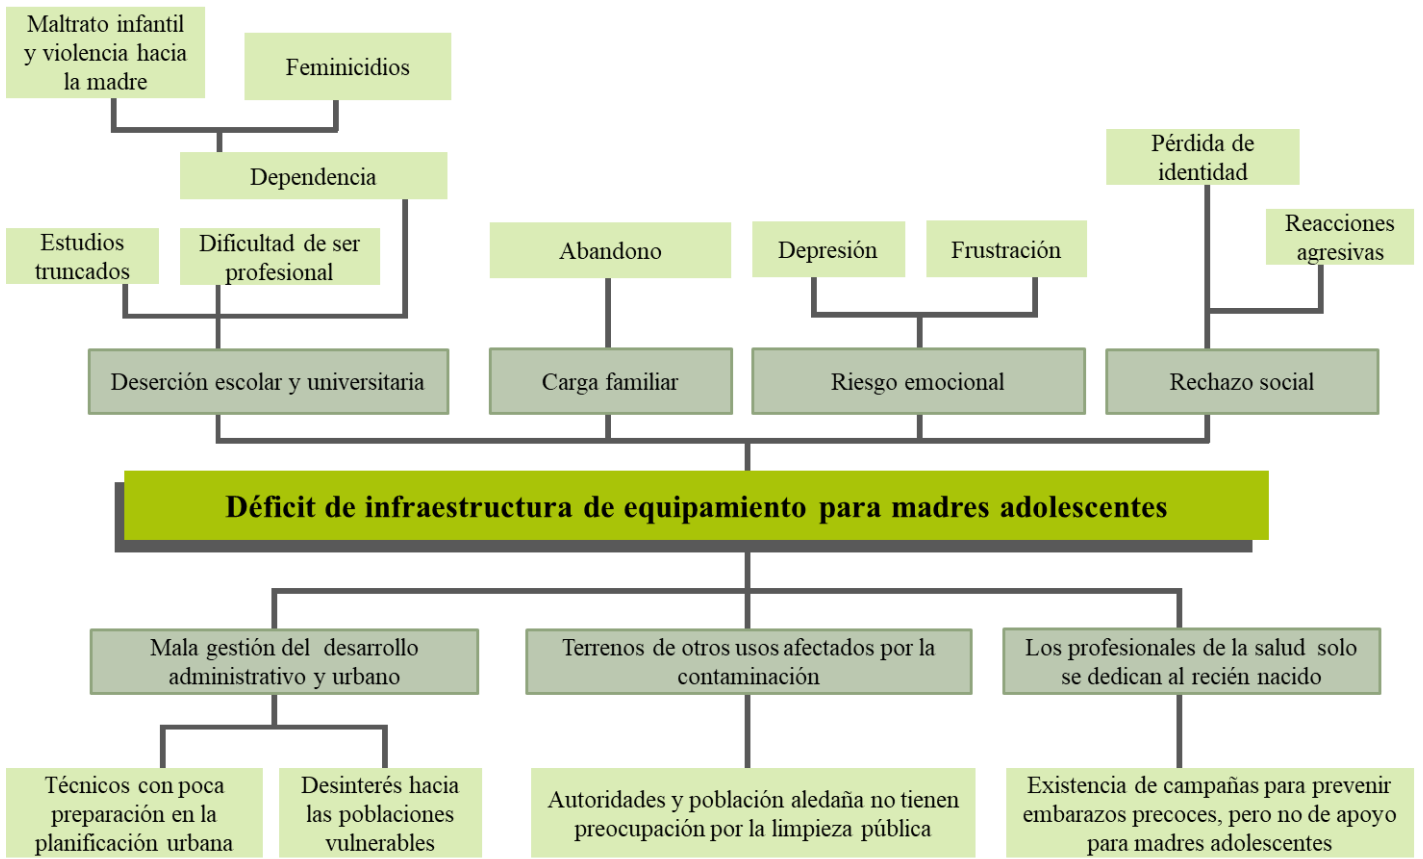 Maltrato infantil
y violencia hacia
la madre
Feminicidios
Dependencia
Pérdida de
identidad
Estudios
truncados
Dificultad de ser
profesional
Abandono
Depresión
Frustración
Reacciones
agresivas
Deserción escolar y universitaria
Carga familiar
Riesgo emocional
Rechazo social
Déficit de infraestructura de equipamiento para madres adolescentes
Mala gestión del desarrollo
administrativo y urbano
Terrenos de otros usos afectados por la
contaminación
Los profesionales de la salud solo
se dedican al recién nacido
Técnicos con poca
preparación en la
planificación urbana
Desinterés hacia
las poblaciones
vulnerables
Autoridades y población aledaña no tienen
preocupación por la limpieza pública
Existencia de campañas para prevenir
embarazos precoces, pero no de apoyo
para madres adolescentes